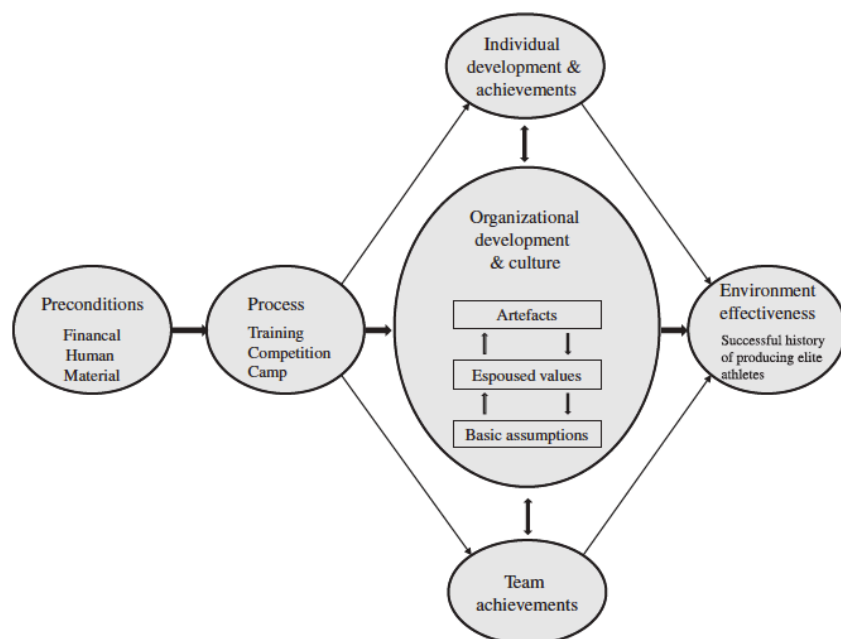 Individual
development &
achievements
Organizational
development
& culture
Artefacts
Espoused values
Basic assumptions
Preconditions
Financal
Human
Material
Process
Training
Competition
Camp
Environment
effectiveness
Successful history
of producing elite
athletes
Team
achievements